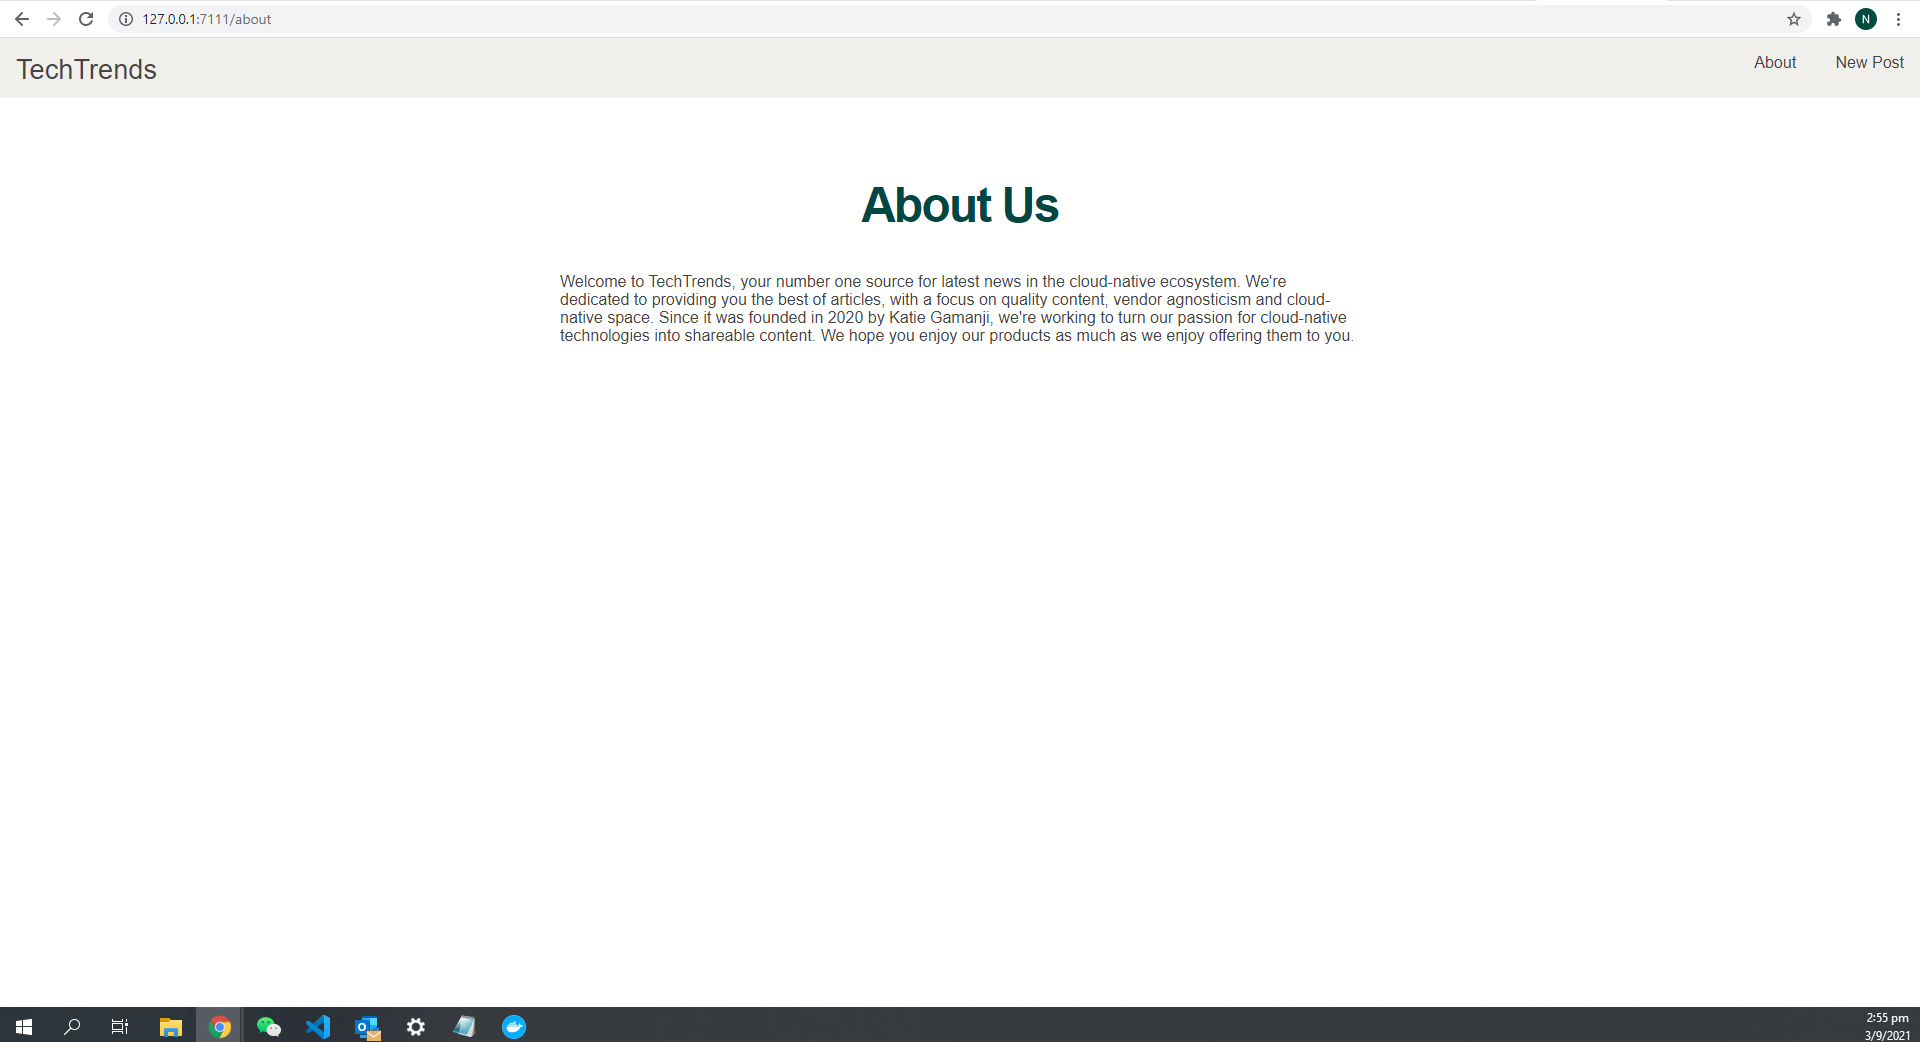 127.0.0.1:7111/about
N
TechTrends
About
New Post
About Us
Welcome to TechTrends, your number one source for latest news in the cloud-native ecosystem. We're
dedicated to providing you the best of articles, with a focus on quality content, vendor agnosticism and cloud-
native space. Since it was founded in 2020 by Katie Gamanji, we're working to turn our passion for cloud-native
technologies into shareable content. We hope you enjoy our products as much as we enjoy offering them to you.
2:55 pm
3/9/2021